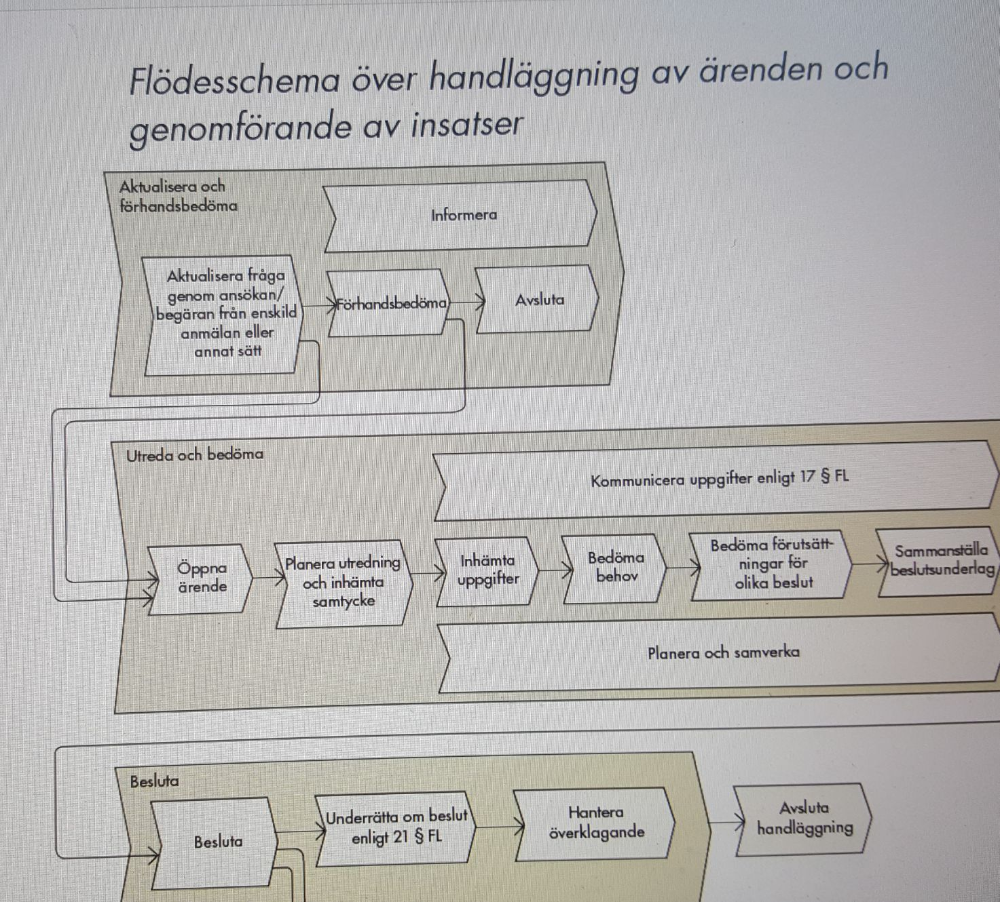 Flödesschema över handläggning av ärenden och
genomförande av insatser
Aktualisera och
förhandsbedöma
Informera
Aktualisera fråga
genom ansökan/
begäran från enskild
anmälan eller
annat sätt
Förhandsbedöma
Avsluta
Utreda och bedöma
Kommunicera uppgifter enligt 17 § FL
Öppna
ärende
Planera utredning
och inhämta
samtycke
Inhämta
uppgifter
Bedöma
behov
Bedöma förutsätt-
ningar för
olika beslut
Sammanställa
beslutsunderlag
Planera och samverka
Besluta
Besluta
Underrätta om beslut
enligt 21 § FL
Hantera
överklagande
Avsluta
handläggning